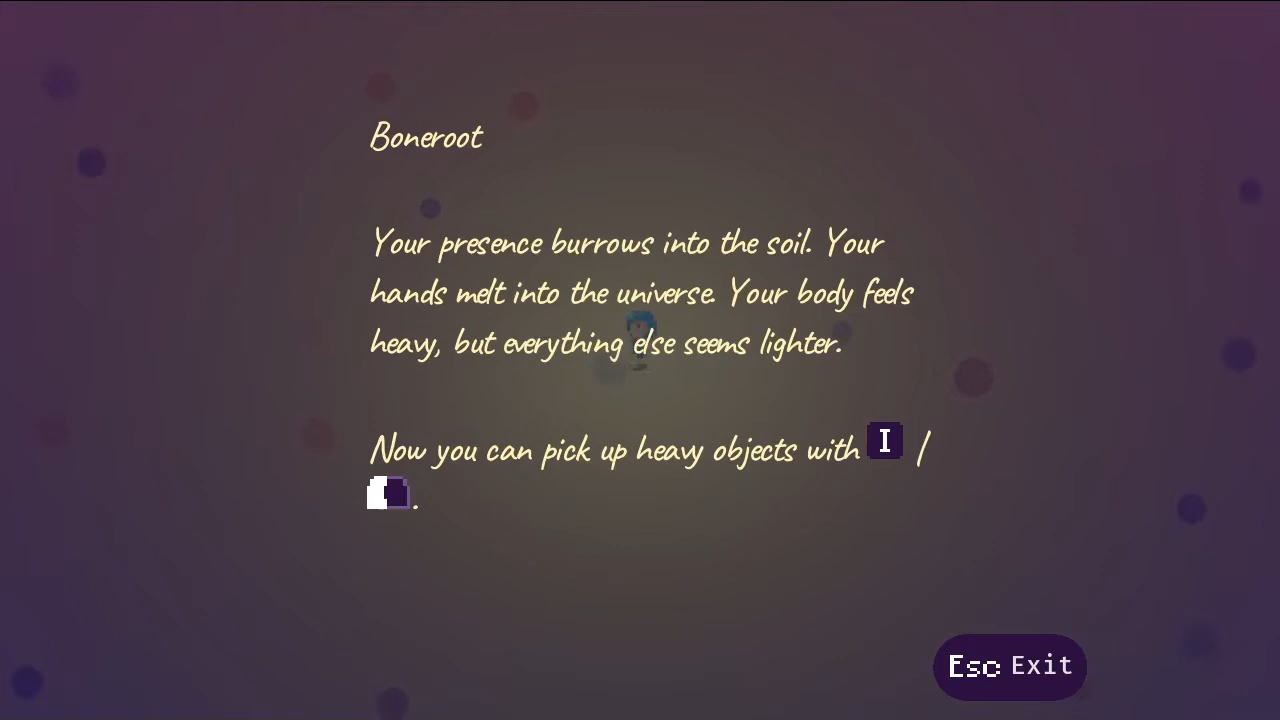 Boneroot
Your presence burrows into the soil. Your
hands melt into the universe. Your body feels
heavy, but everything else seems lighter.
Now you can pick up heavy objects with I /
.
Esc Exit